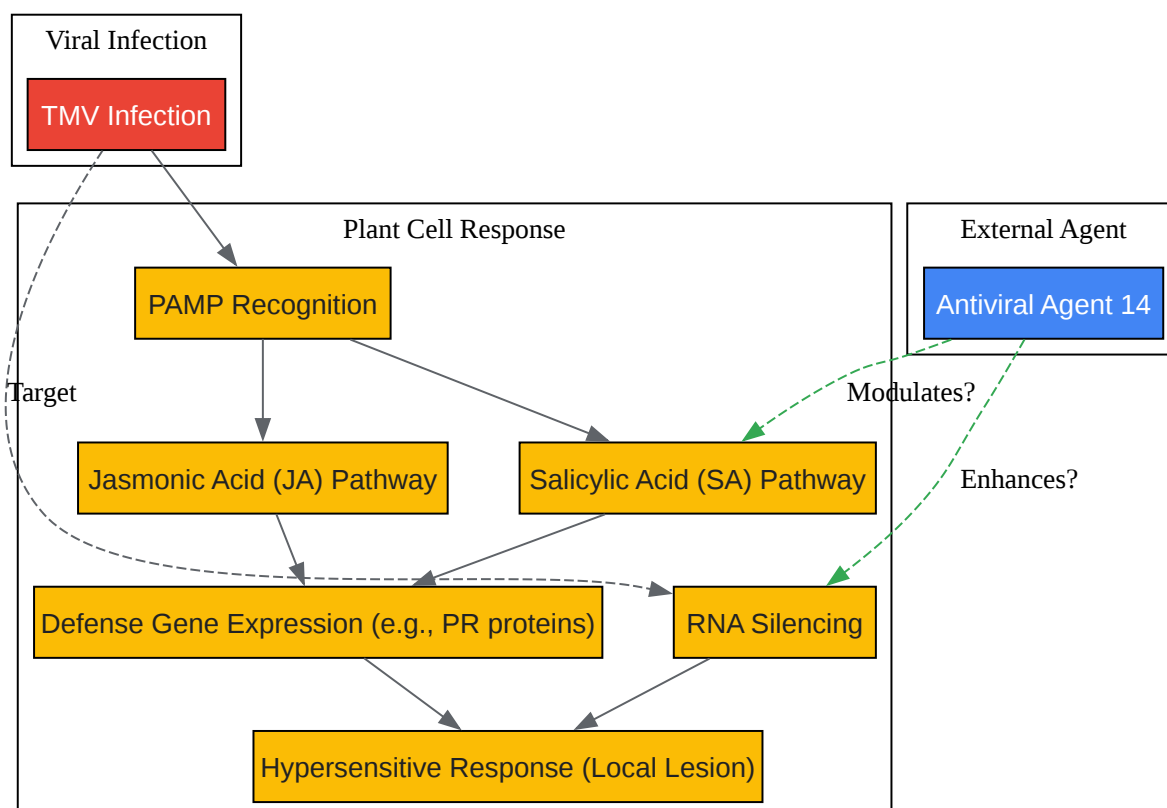 Viral Infection
TMV Infection
Plant Cell Response
External Agent
PAMP Recognition
Antiviral Agent 14
Target
Modulates?
Jasmonic Acid (JA) Pathway
Salicylic Acid (SA) Pathway
Enhances?
Defense Gene Expression (e.g., PR proteins)
RNA Silencing
Hypersensitive Response (Local Lesion)